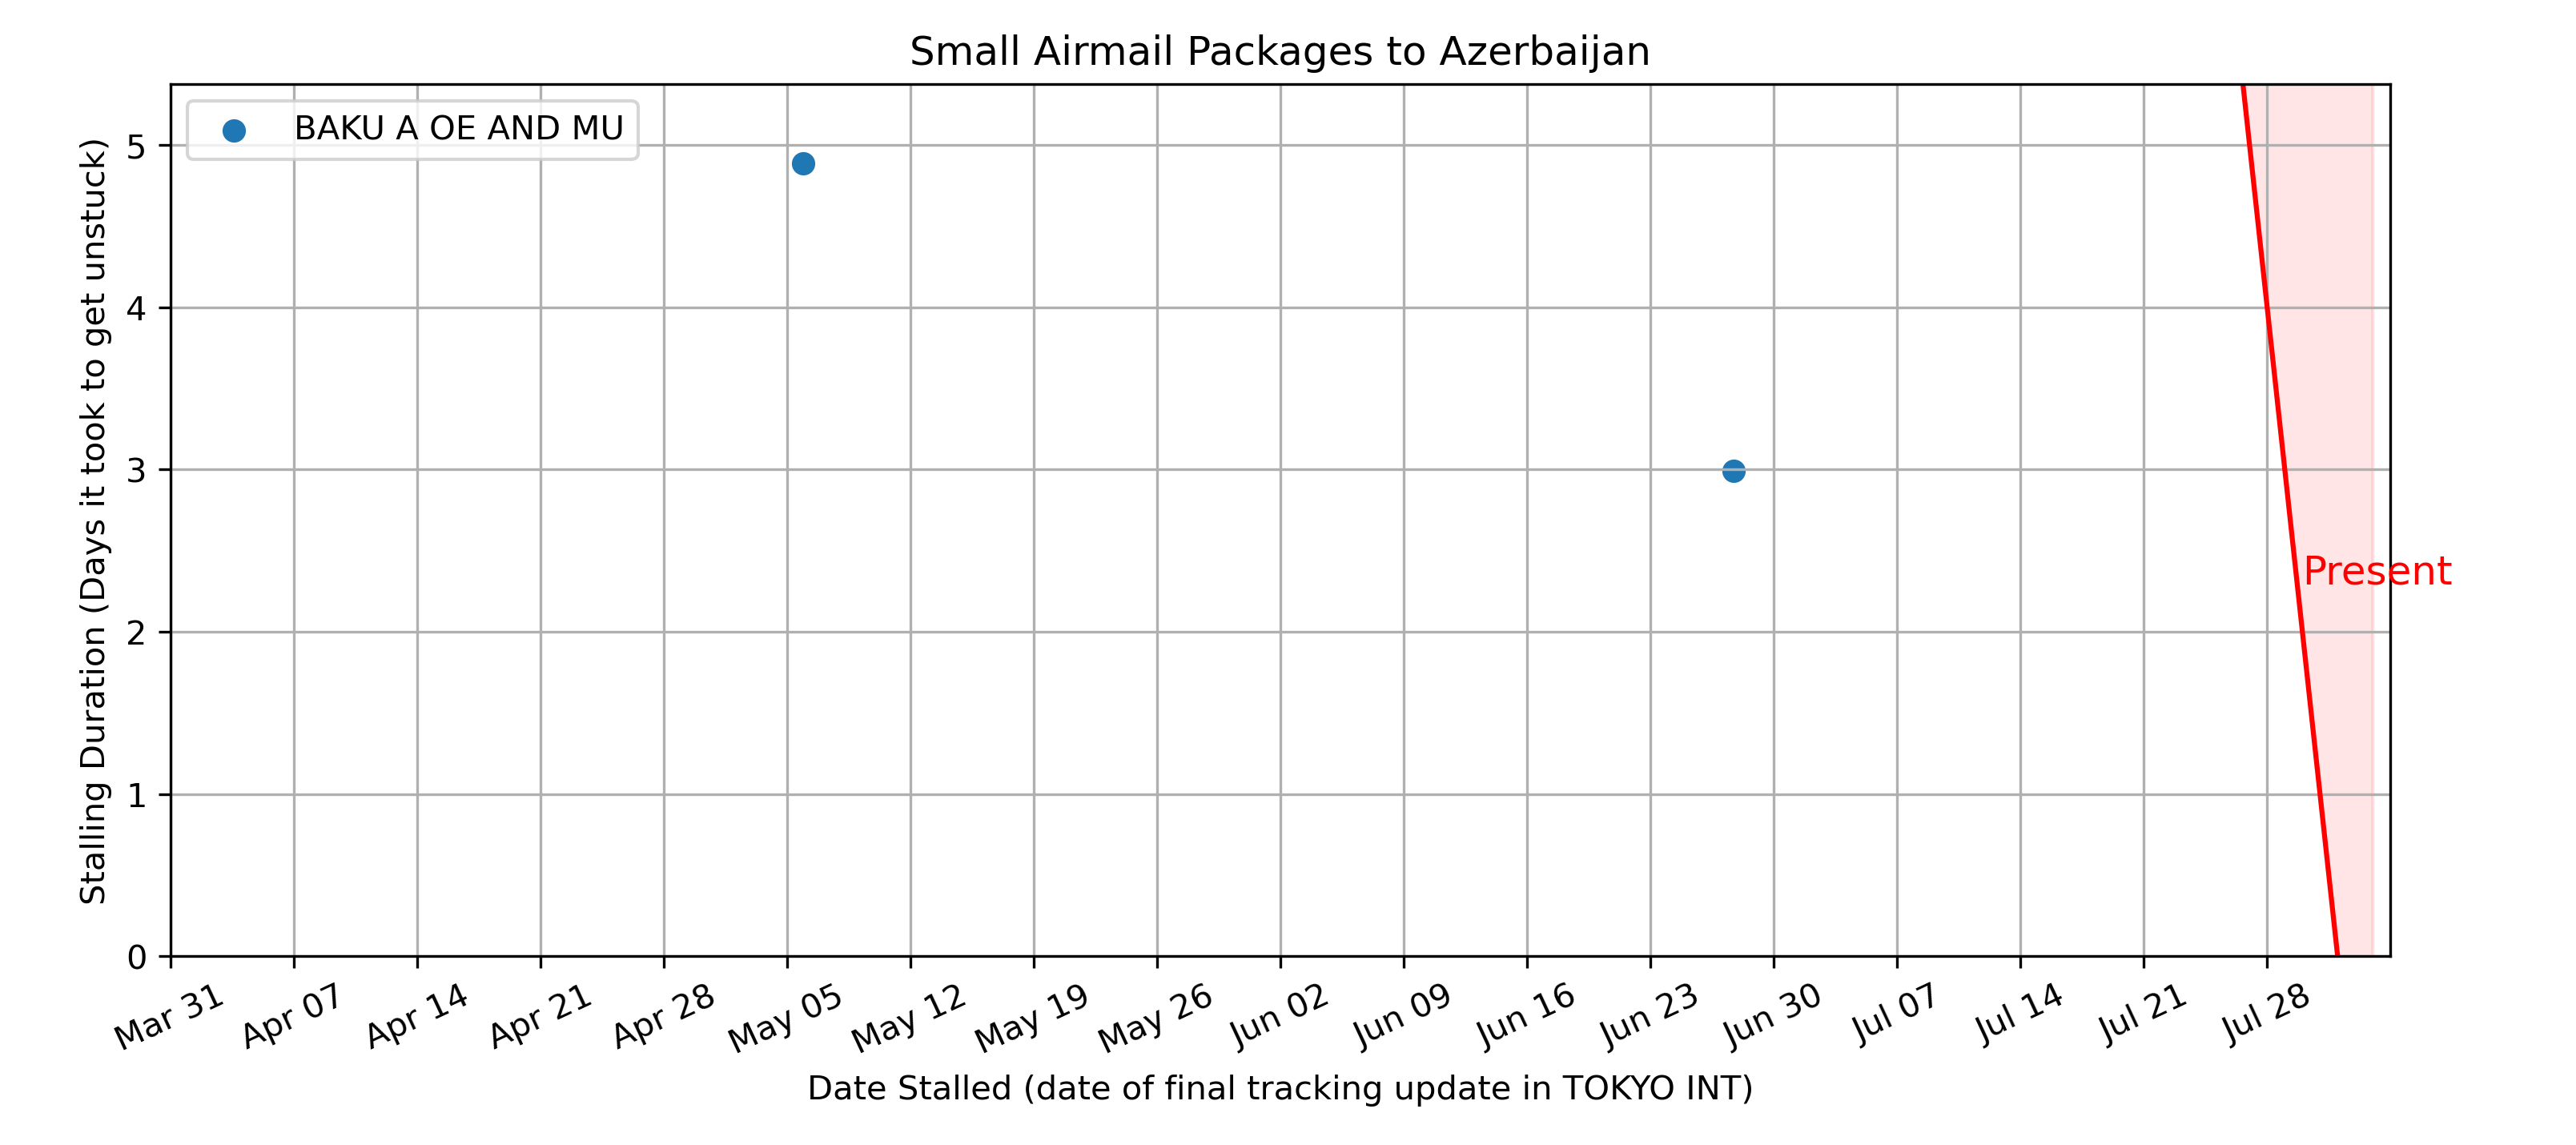 Small Airmail Packages to Azerbaijan
BAKU A OE AND MU
Stalling Duration (Days it took to get unstuck)
5
4
3
2
1
0
Present
Mar 31
Apr 07
Apr 14
Apr 21
Apr 28
May 05
May 12
May 19
May 26
Jun 02
Jun 09
Jun 16
Jun 23
Jun 30
Jul 07
Jul 14
Jul 21
Jul 28
Date Stalled (date of final tracking update in TOKYO INT)